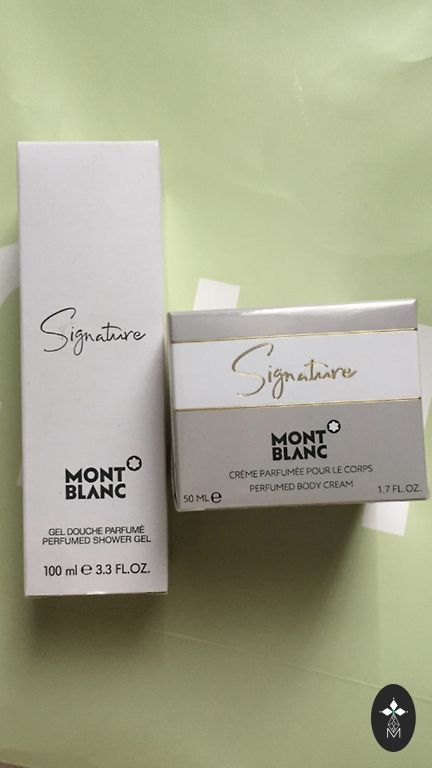 Signature
MONT
BLANC
GEL DOUCHE PARFUMÉ
PERFUMED SHOWER GEL
100 ml e 3.3 FL.OZ.
Signature
MONT
BLANC
CRÈME PARFUMÉE POUR LE CORPS
PERFUMED BODY CREAM
50 ML e 1.7 FL.OZ.
M